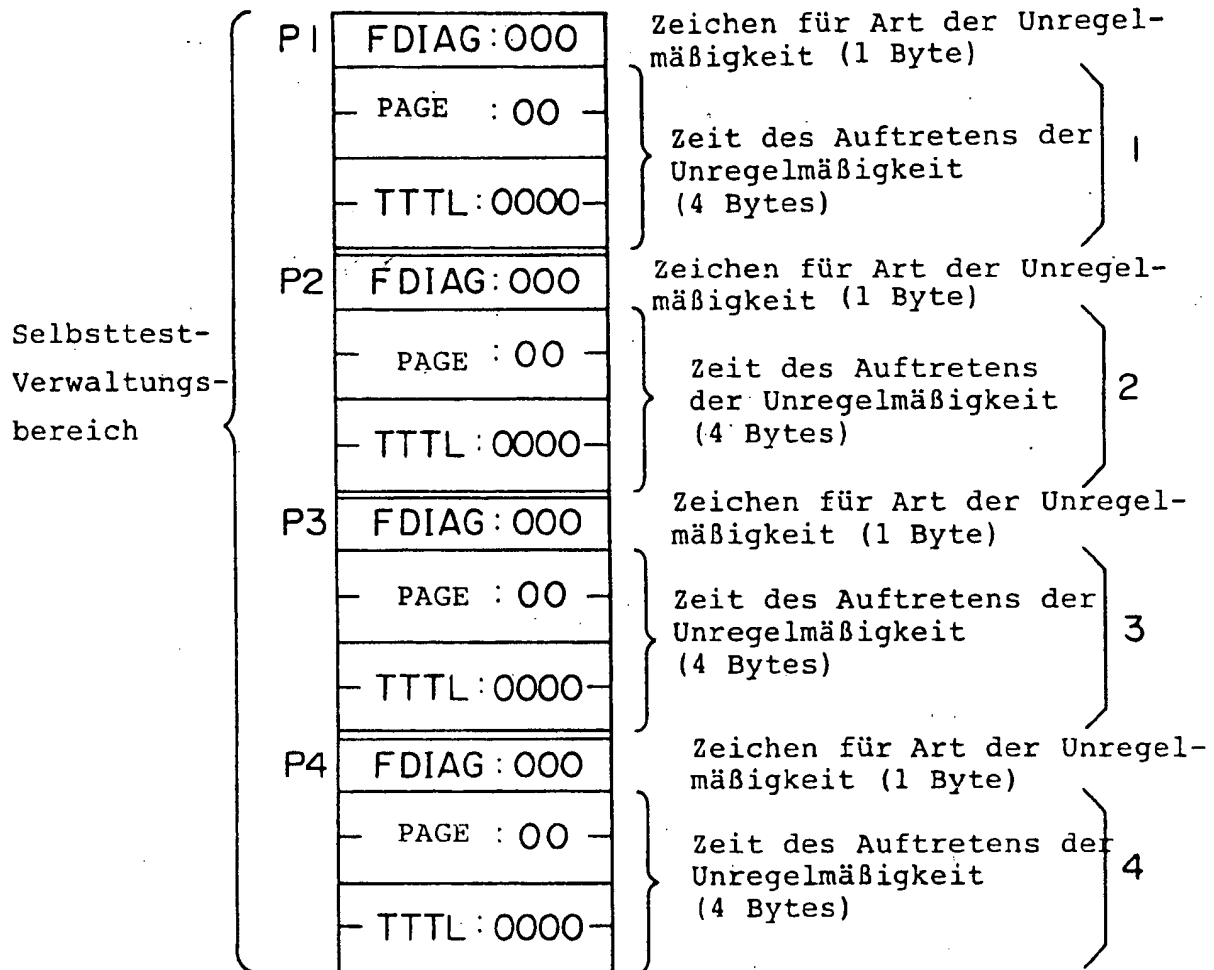 P1 FDIAG:000 Zeichen für Art der Unregel-
mäßigkeit (1 Byte)
PAGE :00
Zeit des Auftretens der
Unregelmäßigkeit
(4 Bytes)
1
TTTL:0000
P2 FDIAG:000 Zeichen für Art der Unregel-
mäßigkeit (1 Byte)
PAGE :00
Zeit des Auftretens
der Unregelmäßigkeit
(4 Bytes)
2
TTTL:0000
Selbsttest-
Verwaltungs-
bereich
P3 FDIAG:000 Zeichen für Art der Unregel-
mäßigkeit (1 Byte)
PAGE :00
Zeit des Auftretens der
Unregelmäßigkeit
(4 Bytes)
3
TTTL:0000
P4 FDIAG:000 Zeichen für Art der Unregel-
mäßigkeit (1 Byte)
PAGE :00
Zeit des Auftretens der
Unregelmäßigkeit
(4 Bytes)
4
TTTL:0000